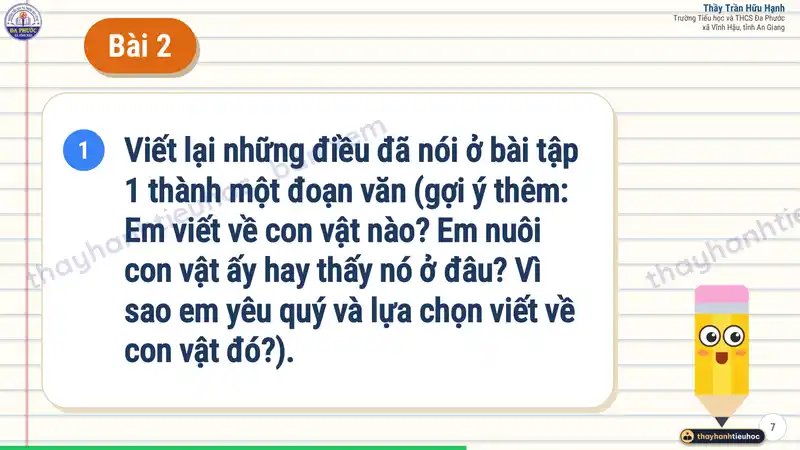 Thầy Trần Hữu Hạnh
Trường Tiểu học và THCS Đa Phước
xã Vĩnh Hậu, tỉnh An Giang
ĐA PHƯỚC
Bài 2
1
Viết lại những điều đã nói ở bài tập
1 thành một đoạn văn (gợi ý thêm:
Em viết về con vật nào? Em nuôi
con vật ấy hay thấy nó ở đâu? Vì
sao em yêu quý và lựa chọn viết về
con vật đó?).
7
thayhanhtieuhoc